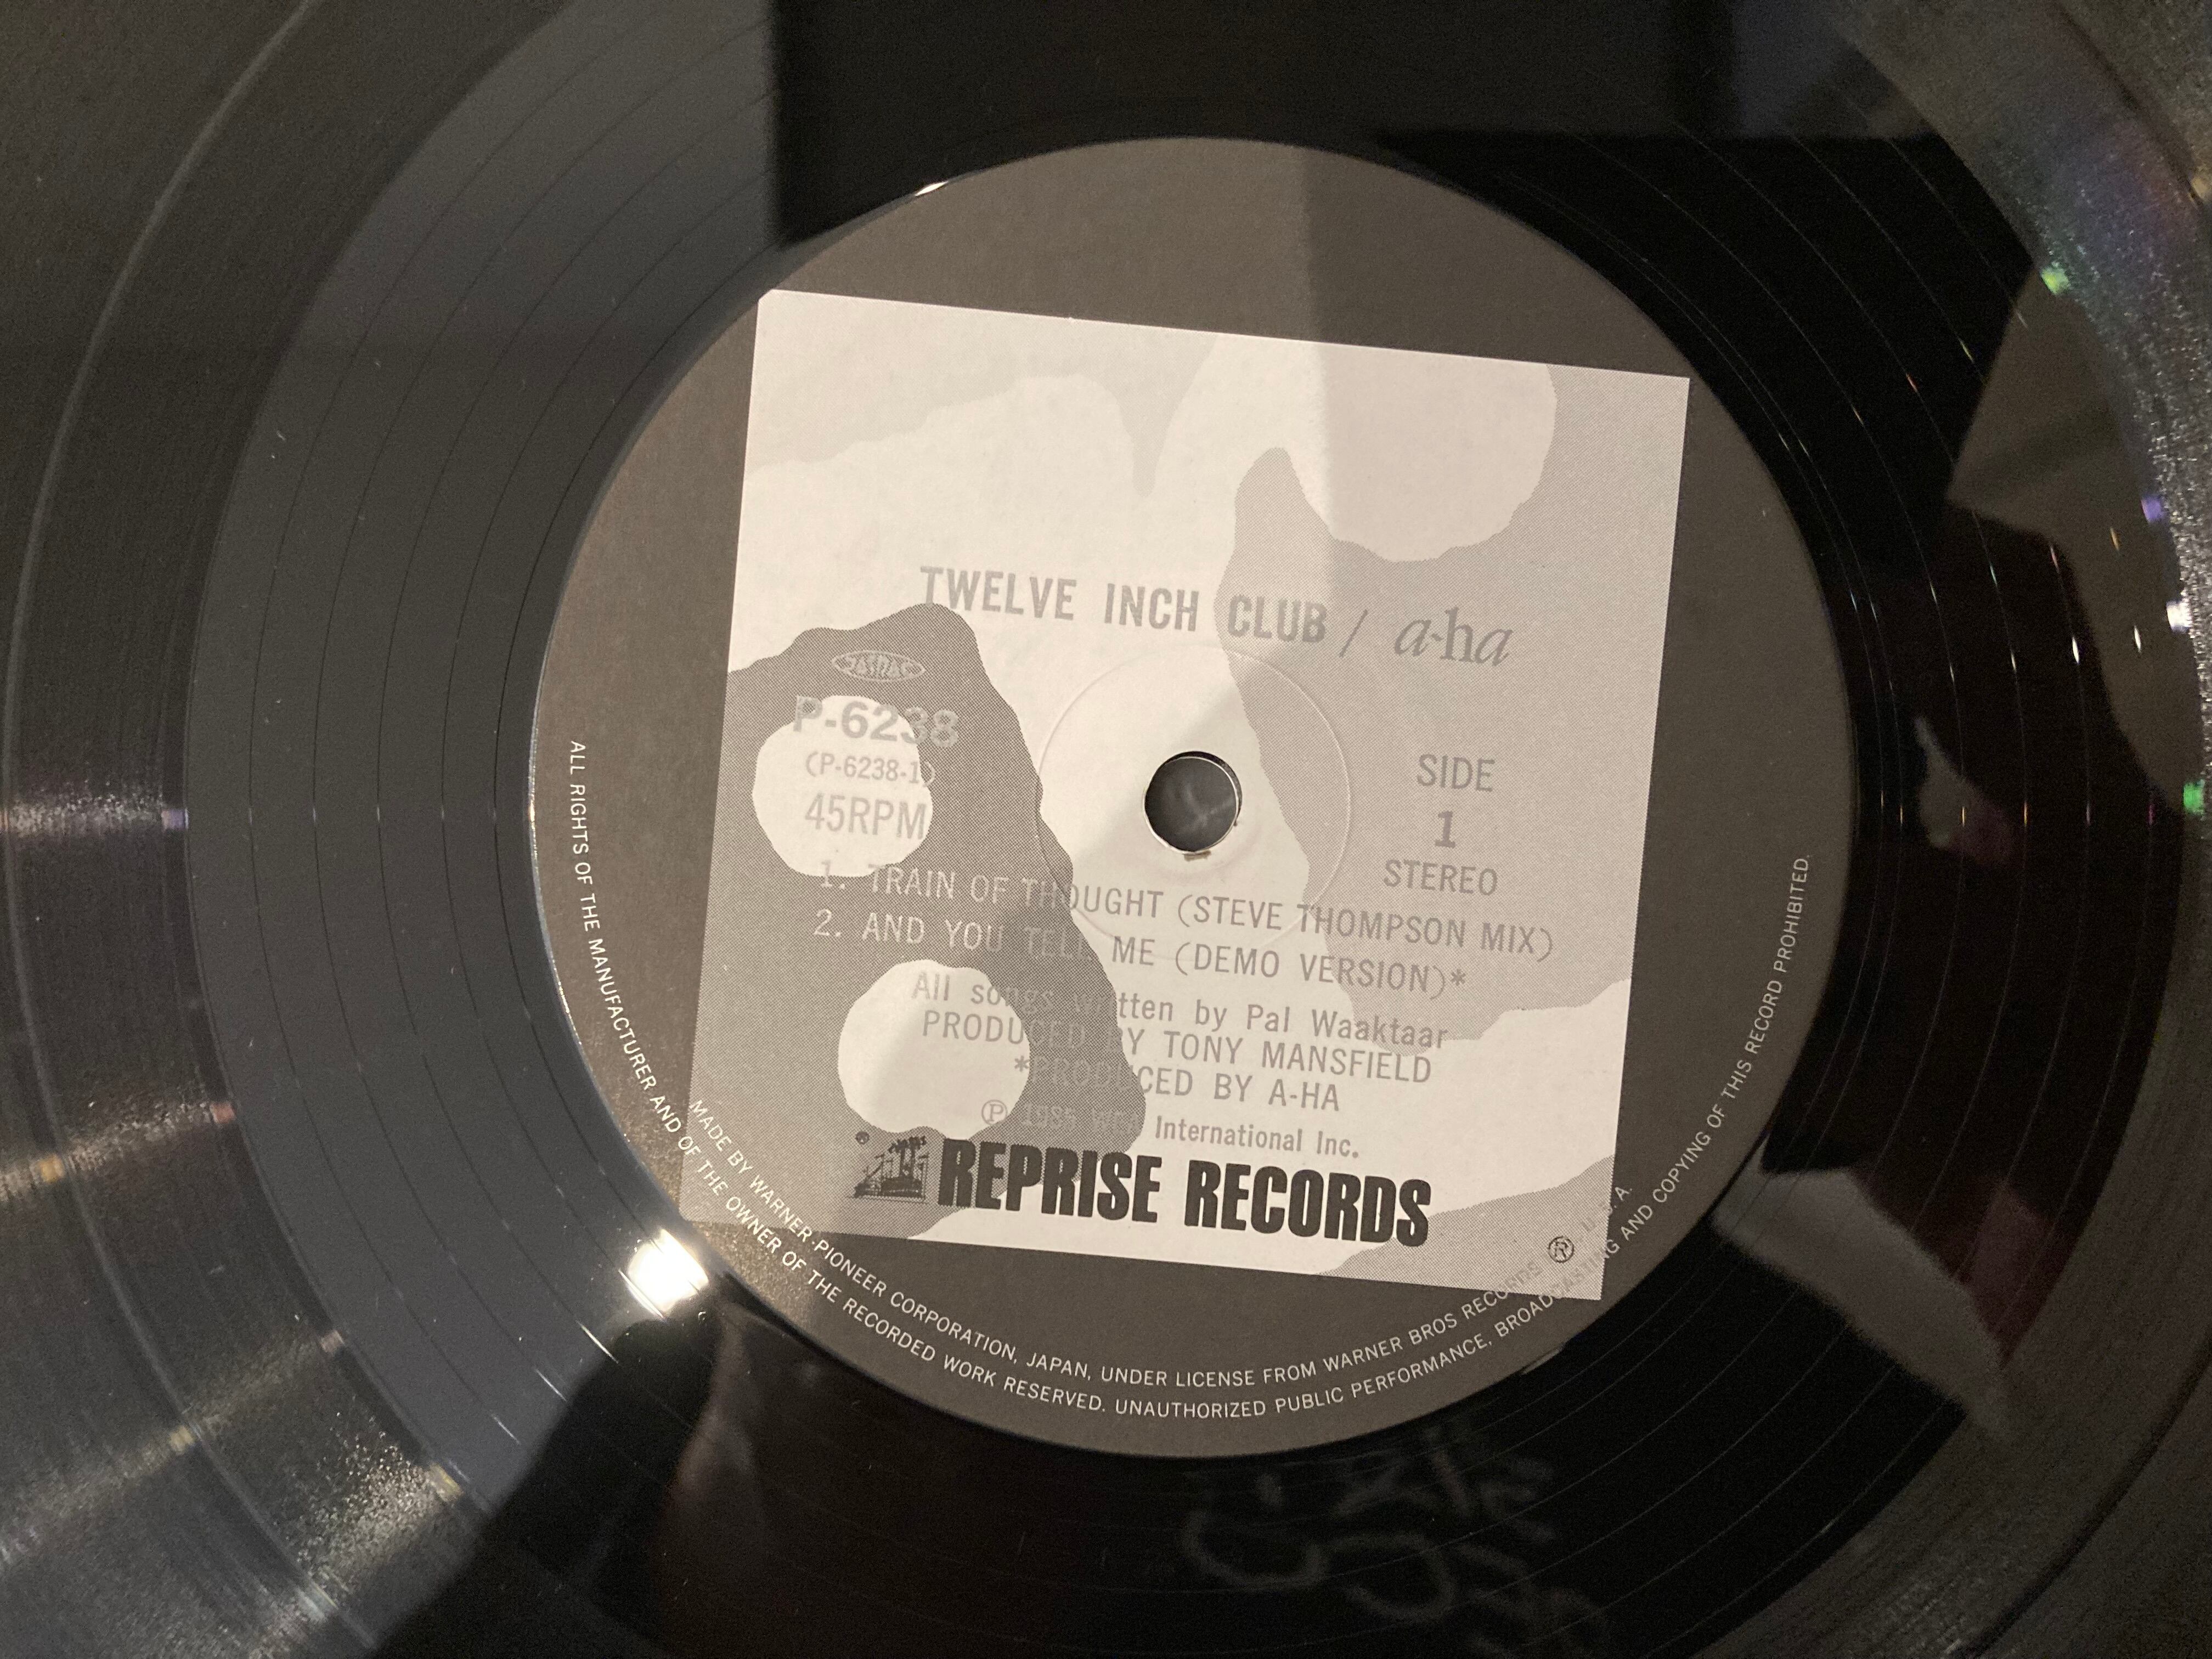 TWELVE INCH CLUB / a-ha
JASRAC
P-6238
(P-6238-1)
45RPM
SIDE
1
STEREO
1. TRAIN OF THOUGHT (STEVE THOMPSON MIX)
2. AND YOU TELL ME (DEMO VERSION)*
All songs written by Pal Waaktaar
PRODUCED BY TONY MANSFIELD
*PRODUCED BY A-HA
Ⓟ 1985 WEA International Inc.
® REPRISE RECORDS
MADE BY WARNER-PIONEER CORPORATION, JAPAN, UNDER LICENSE FROM WARNER BROS RECORDS ® U.S.A.
ALL RIGHTS OF THE MANUFACTURER AND OF THE OWNER OF THE RECORDED WORK RESERVED. UNAUTHORIZED PUBLIC PERFORMANCE, BROADCASTING AND COPYING OF THIS RECORD PROHIBITED.